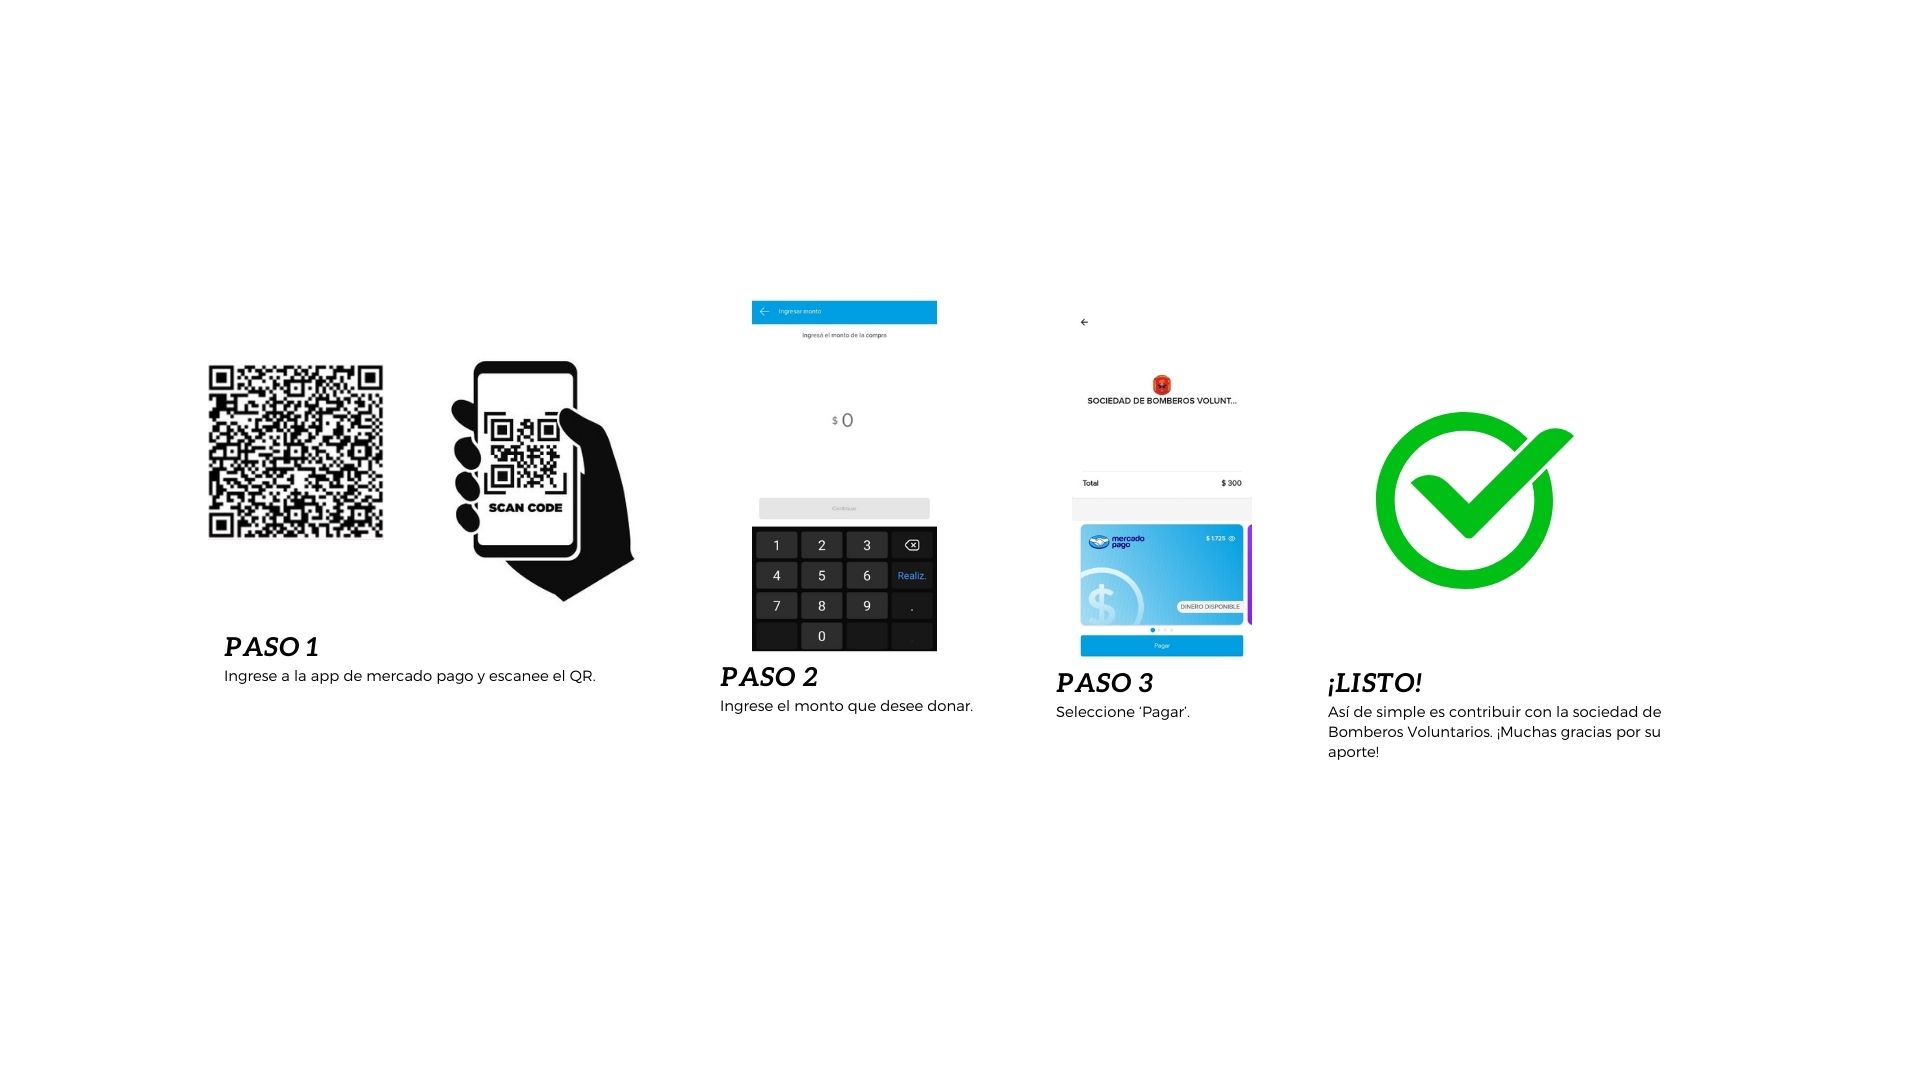 SCAN CODE
PASO 1
Ingrese a la app de mercado pago y escanee el QR.
Ingresar monto
Ingresá el monto de la compra
$ 0
Continuar
1 2 3
4 5 6 Realiz.
7 8 9 .
0
PASO 2
Ingrese el monto que desee donar.
SOCIEDAD DE BOMBEROS VOLUNT...
Total $ 300
mercado
pago
$ 1.725
DINERO DISPONIBLE
Pagar
PASO 3
Seleccione ‘Pagar’.
¡LISTO!
Así de simple es contribuir con la sociedad de
Bomberos Voluntarios. ¡Muchas gracias por su
aporte!